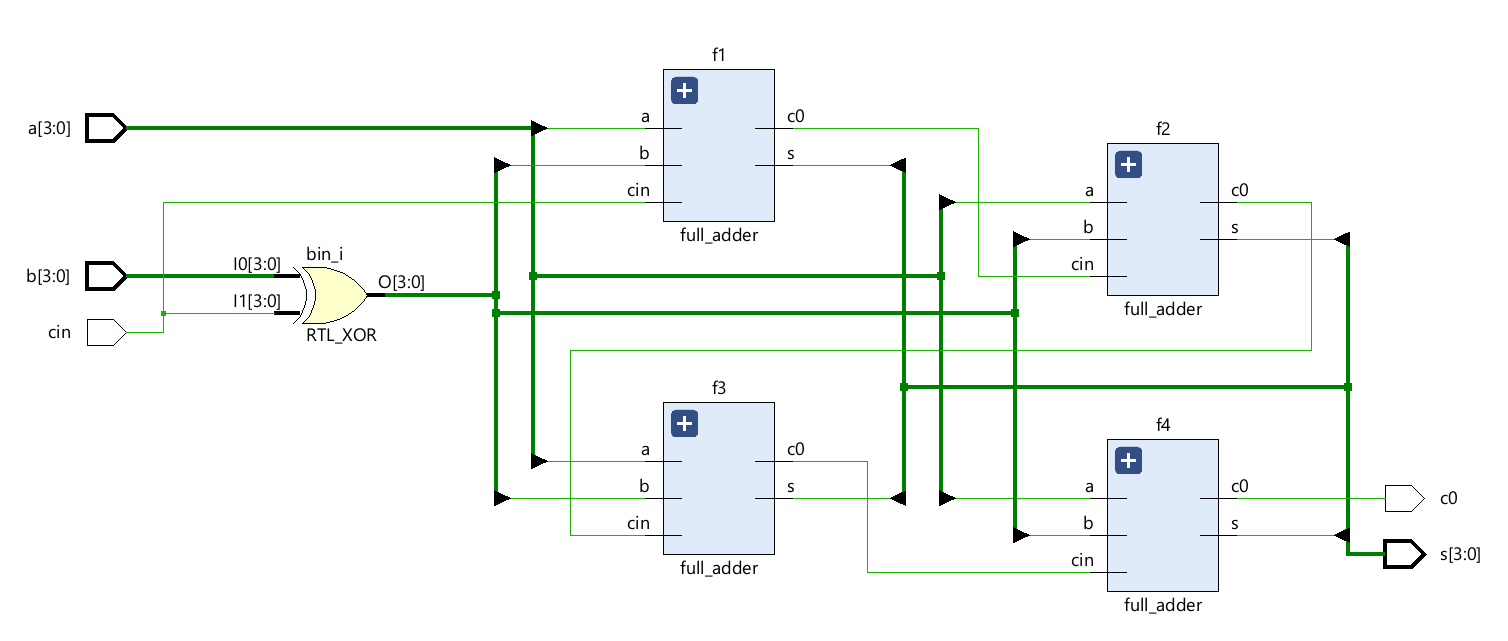 f1
a[3:0]
a
c0
b
s
cin
full_adder
f2
a
c0
b
s
cin
full_adder
b[3:0]
cin
I0[3:0]
I1[3:0]
bin_i
O[3:0]
RTL_XOR
f3
a
c0
b
s
cin
full_adder
f4
a
c0
b
s
cin
full_adder
c0
s[3:0]